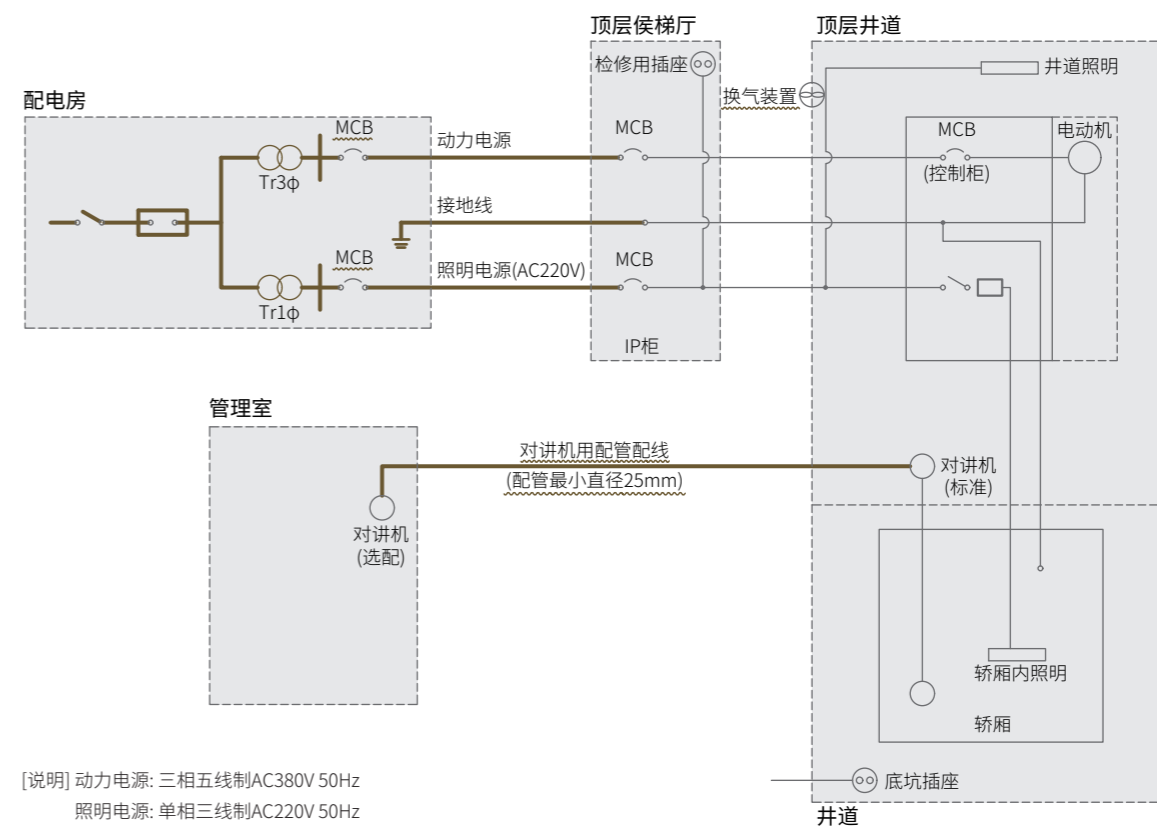 顶层侯梯厅
顶层井道
检修用插座
井道照明
换气装置
配电房
MCB
动力电源
MCB
MCB
(控制柜)
电动机
Tr3φ
接地线
MCB
照明电源(AC220V)
MCB
Tr1φ
IP柜
管理室
对讲机用配管配线
(配管最小直径25mm)
对讲机
(标准)
对讲机
(选配)
轿厢内照明
轿厢
[说明] 动力电源: 三相五线制AC380V 50Hz
照明电源: 单相三线制AC220V 50Hz
底坑插座
井道